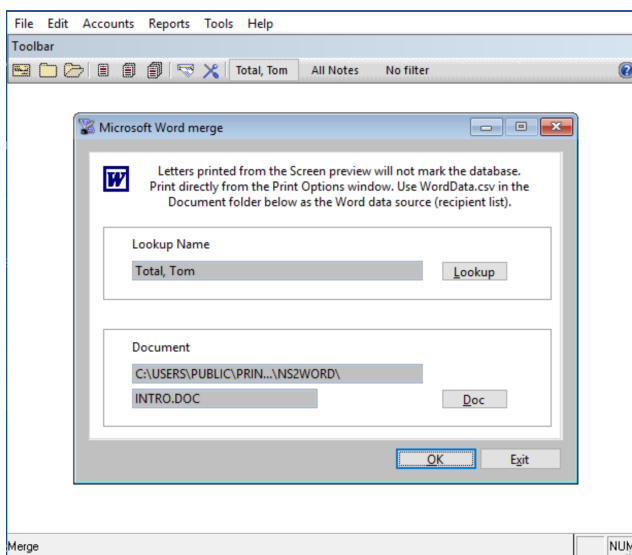 File Edit Accounts Reports Tools Help
Toolbar
Total, Tom All Notes No filter
Microsoft Word merge
W
Letters printed from the Screen preview will not mark the database.
Print directly from the Print Options window. Use WordData.csv in the
Document folder below as the Word data source (recipient list).
Lookup Name
Total, Tom Lookup
Document
C:\USERS\PUBLIC\PRIN...\NS2WORD\
INTRO.DOC Doc
OK Exit
Merge NUM